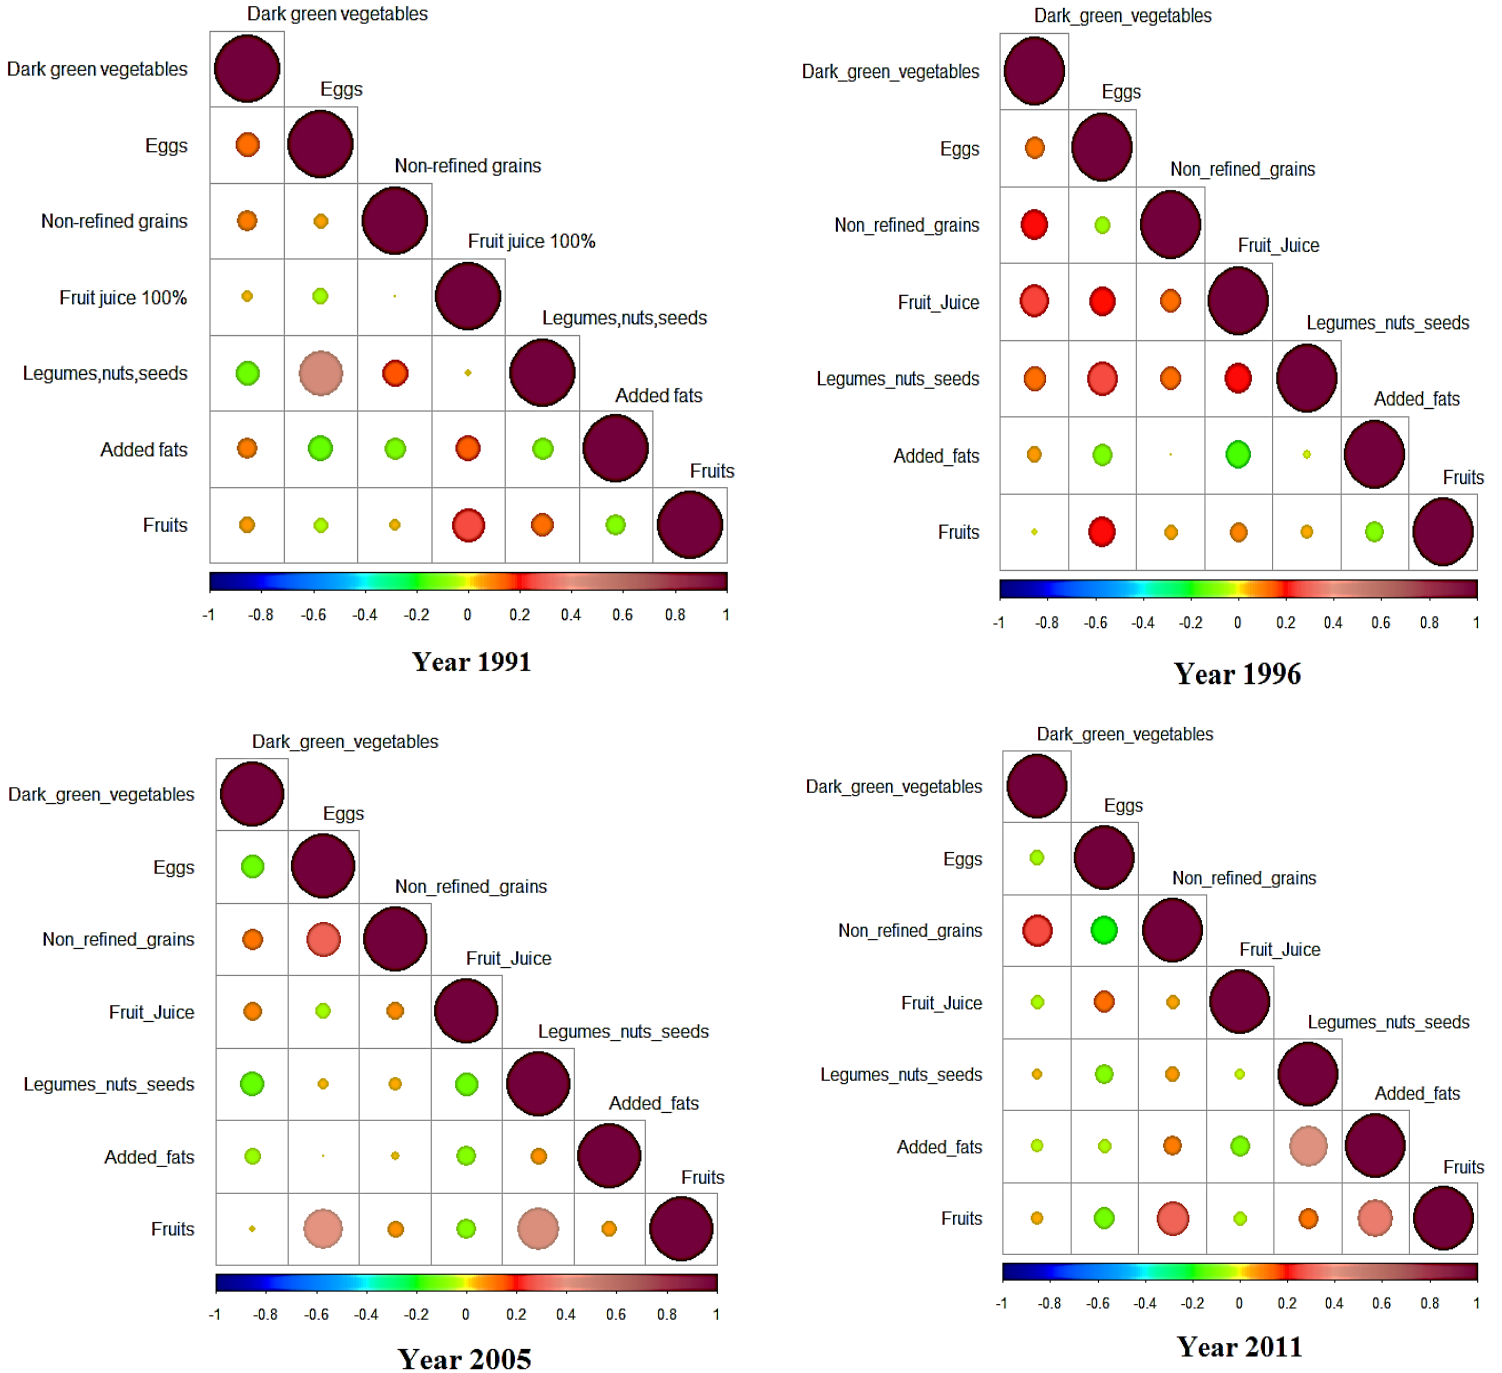 Dark green vegetables
Dark green vegetables
Eggs
Eggs
Non-refined grains
Non-refined grains
Fruit juice 100%
Fruit juice 100%
Legumes,nuts,seeds
Legumes,nuts,seeds
Added fats
Added fats
Fruits
Fruits
-1 -0.8 -0.6 -0.4 -0.2 0 0.2 0.4 0.6 0.8 1
Year 1991
Dark_green_vegetables
Dark_green_vegetables
Eggs
Eggs
Non_refined_grains
Non_refined_grains
Fruit_Juice
Fruit_Juice
Legumes_nuts_seeds
Legumes_nuts_seeds
Added_fats
Added_fats
Fruits
Fruits
-1 -0.8 -0.6 -0.4 -0.2 0 0.2 0.4 0.6 0.8 1
Year 1996
Dark_green_vegetables
Dark_green_vegetables
Eggs
Eggs
Non_refined_grains
Non_refined_grains
Fruit_Juice
Fruit_Juice
Legumes_nuts_seeds
Legumes_nuts_seeds
Added_fats
Added_fats
Fruits
Fruits
-1 -0.8 -0.6 -0.4 -0.2 0 0.2 0.4 0.6 0.8 1
Year 2005
Dark_green_vegetables
Dark_green_vegetables
Eggs
Eggs
Non_refined_grains
Non_refined_grains
Fruit_Juice
Fruit_Juice
Legumes_nuts_seeds
Legumes_nuts_seeds
Added_fats
Added_fats
Fruits
Fruits
-1 -0.8 -0.6 -0.4 -0.2 0 0.2 0.4 0.6 0.8 1
Year 2011